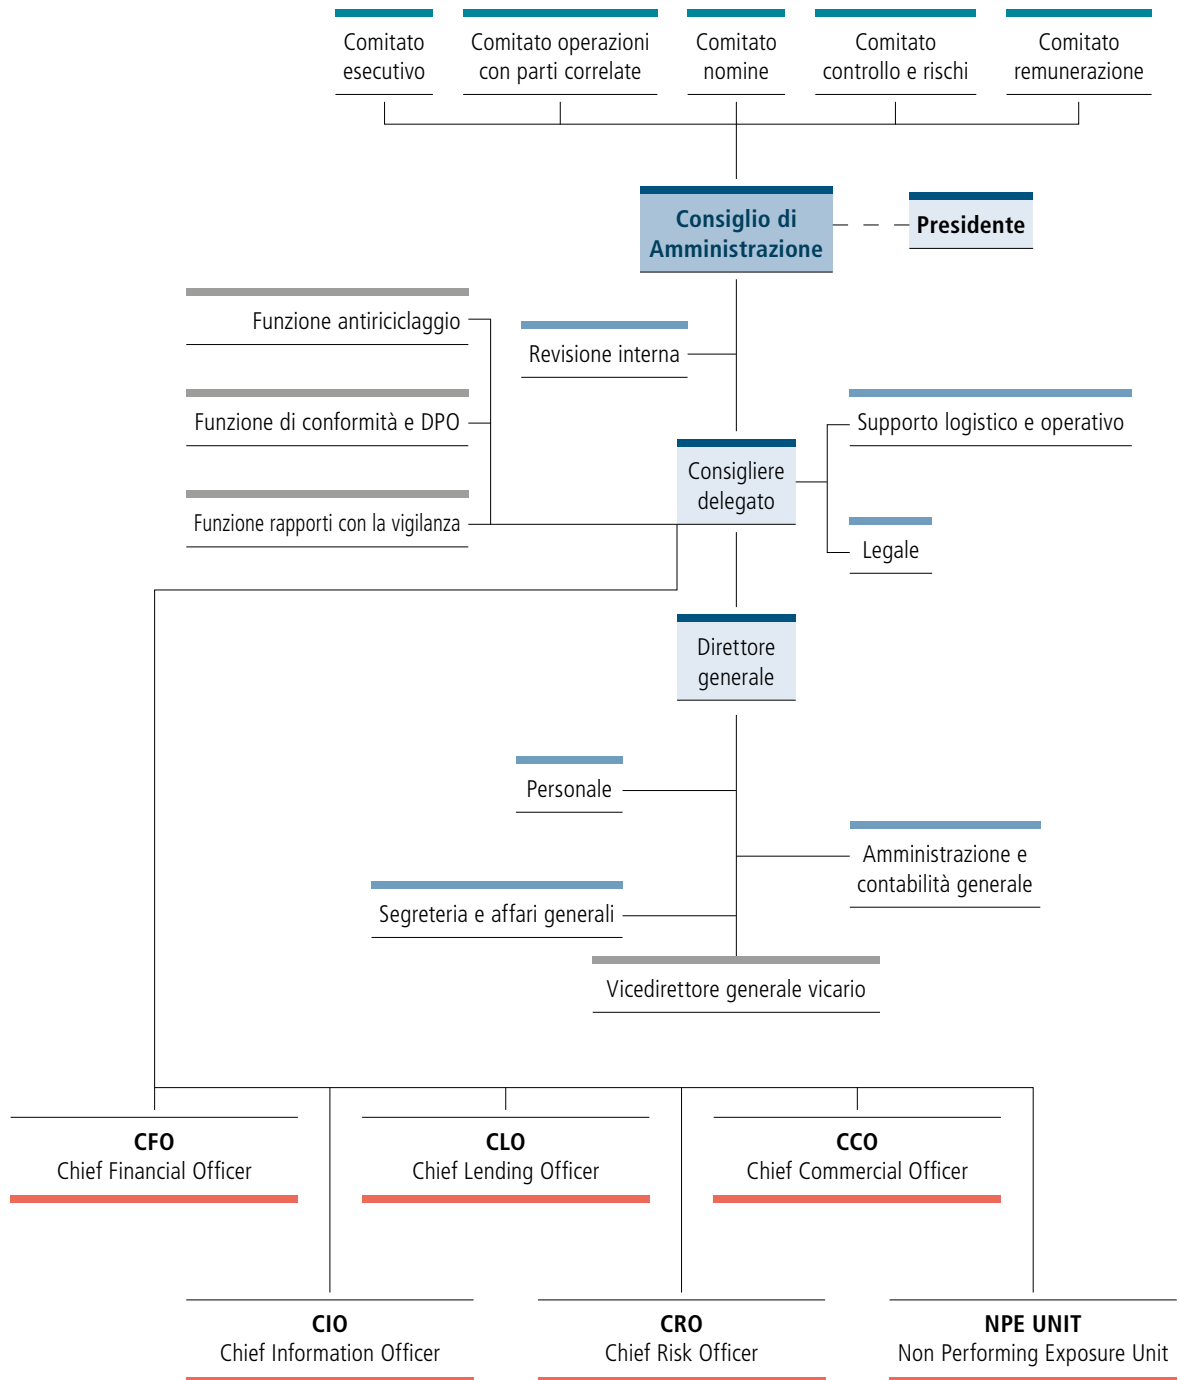 Comitato
esecutivo
Comitato operazioni
con parti correlate
Comitato
nomine
Comitato
controllo e rischi
Comitato
remunerazione
Consiglio di
Amministrazione
Presidente
Funzione antiriciclaggio
Revisione interna
Funzione di conformità e DPO
Supporto logistico e operativo
Consigliere
delegato
Funzione rapporti con la vigilanza
Legale
Direttore
generale
Personale
Amministrazione e
contabilità generale
Segreteria e affari generali
Vicedirettore generale vicario
CFO
Chief Financial Officer
CLO
Chief Lending Officer
CCO
Chief Commercial Officer
CIO
Chief Information Officer
CRO
Chief Risk Officer
NPE UNIT
Non Performing Exposure Unit